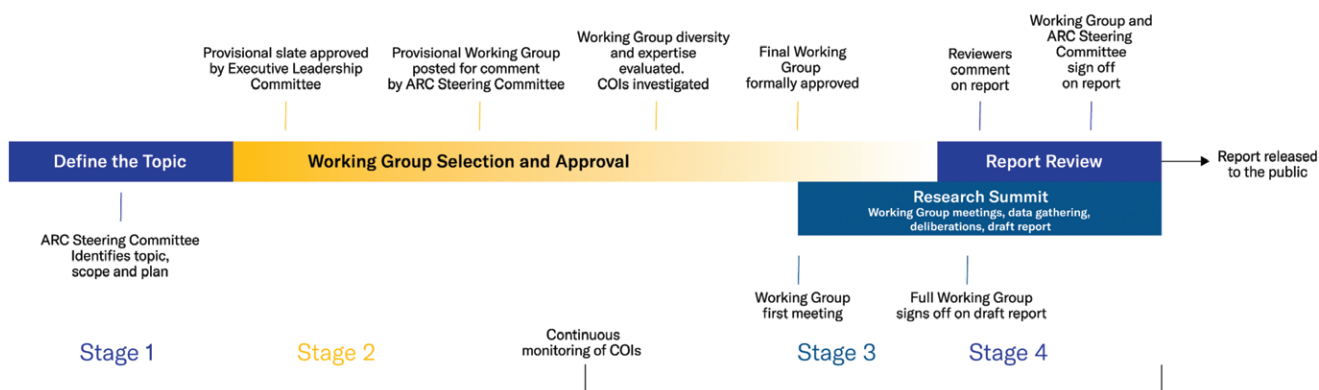 Provisional slate approved
by Executive Leadership
Committee
Provisional Working Group
posted for comment
by ARC Steering Committee
Working Group diversity
and expertise
evaluated.
COIs investigated
Final Working
Group
formally approved
Reviewers
comment
on report
Working Group and
ARC Steering
Committee
sign off
on report
Define the Topic
Working Group Selection and Approval
Report Review
Report released
to the public
Research Summit
Working Group meetings, data gathering,
deliberations, draft report
ARC Steering Committee
Identifies topic,
scope and plan
Working Group
first meeting
Full Working Group
signs off on draft report
Stage 1
Stage 2
Continuous
monitoring of COIs
Stage 3
Stage 4